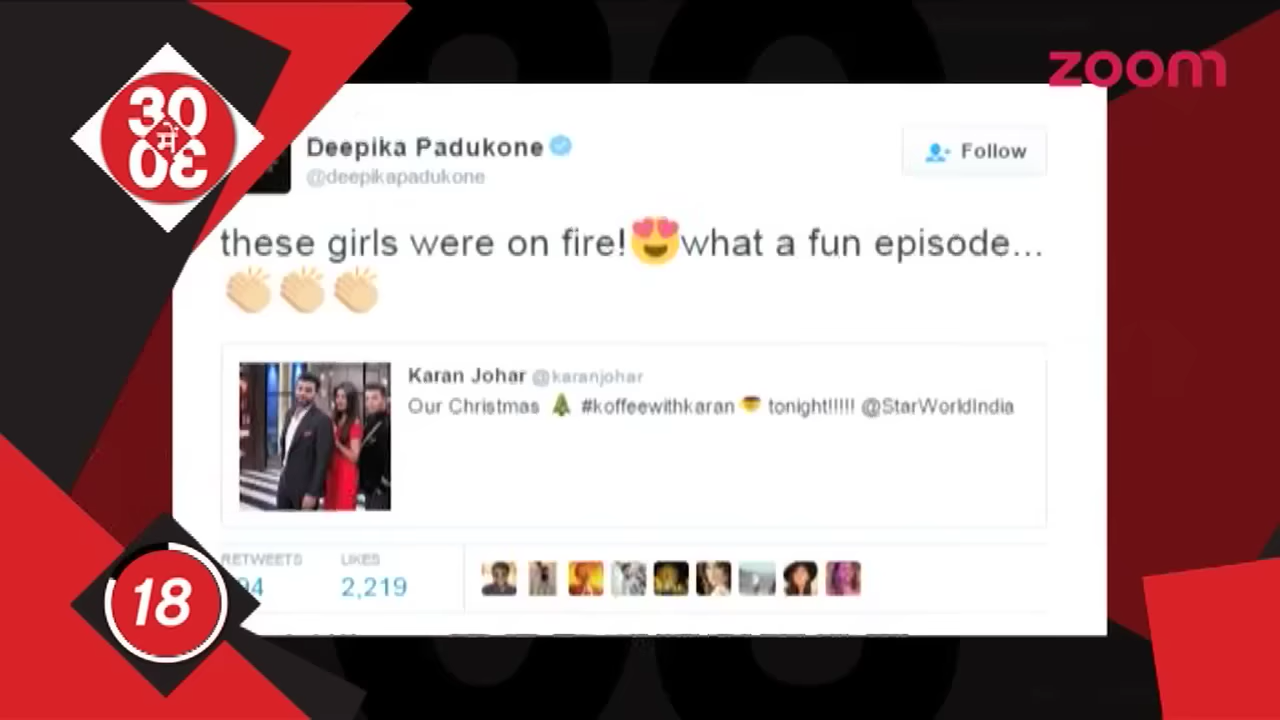 30
में
30
zoom
Deepika Padukone
@deepikapadukone
Follow
these girls were on fire!😍what a fun episode...
👏🏻👏🏻👏🏻
Karan Johar @karanjohar
Our Christmas 🎄 #koffeewithkaran ☕ tonight!!!!! @StarWorldIndia
RETWEETS LIKES
94 2,219
18